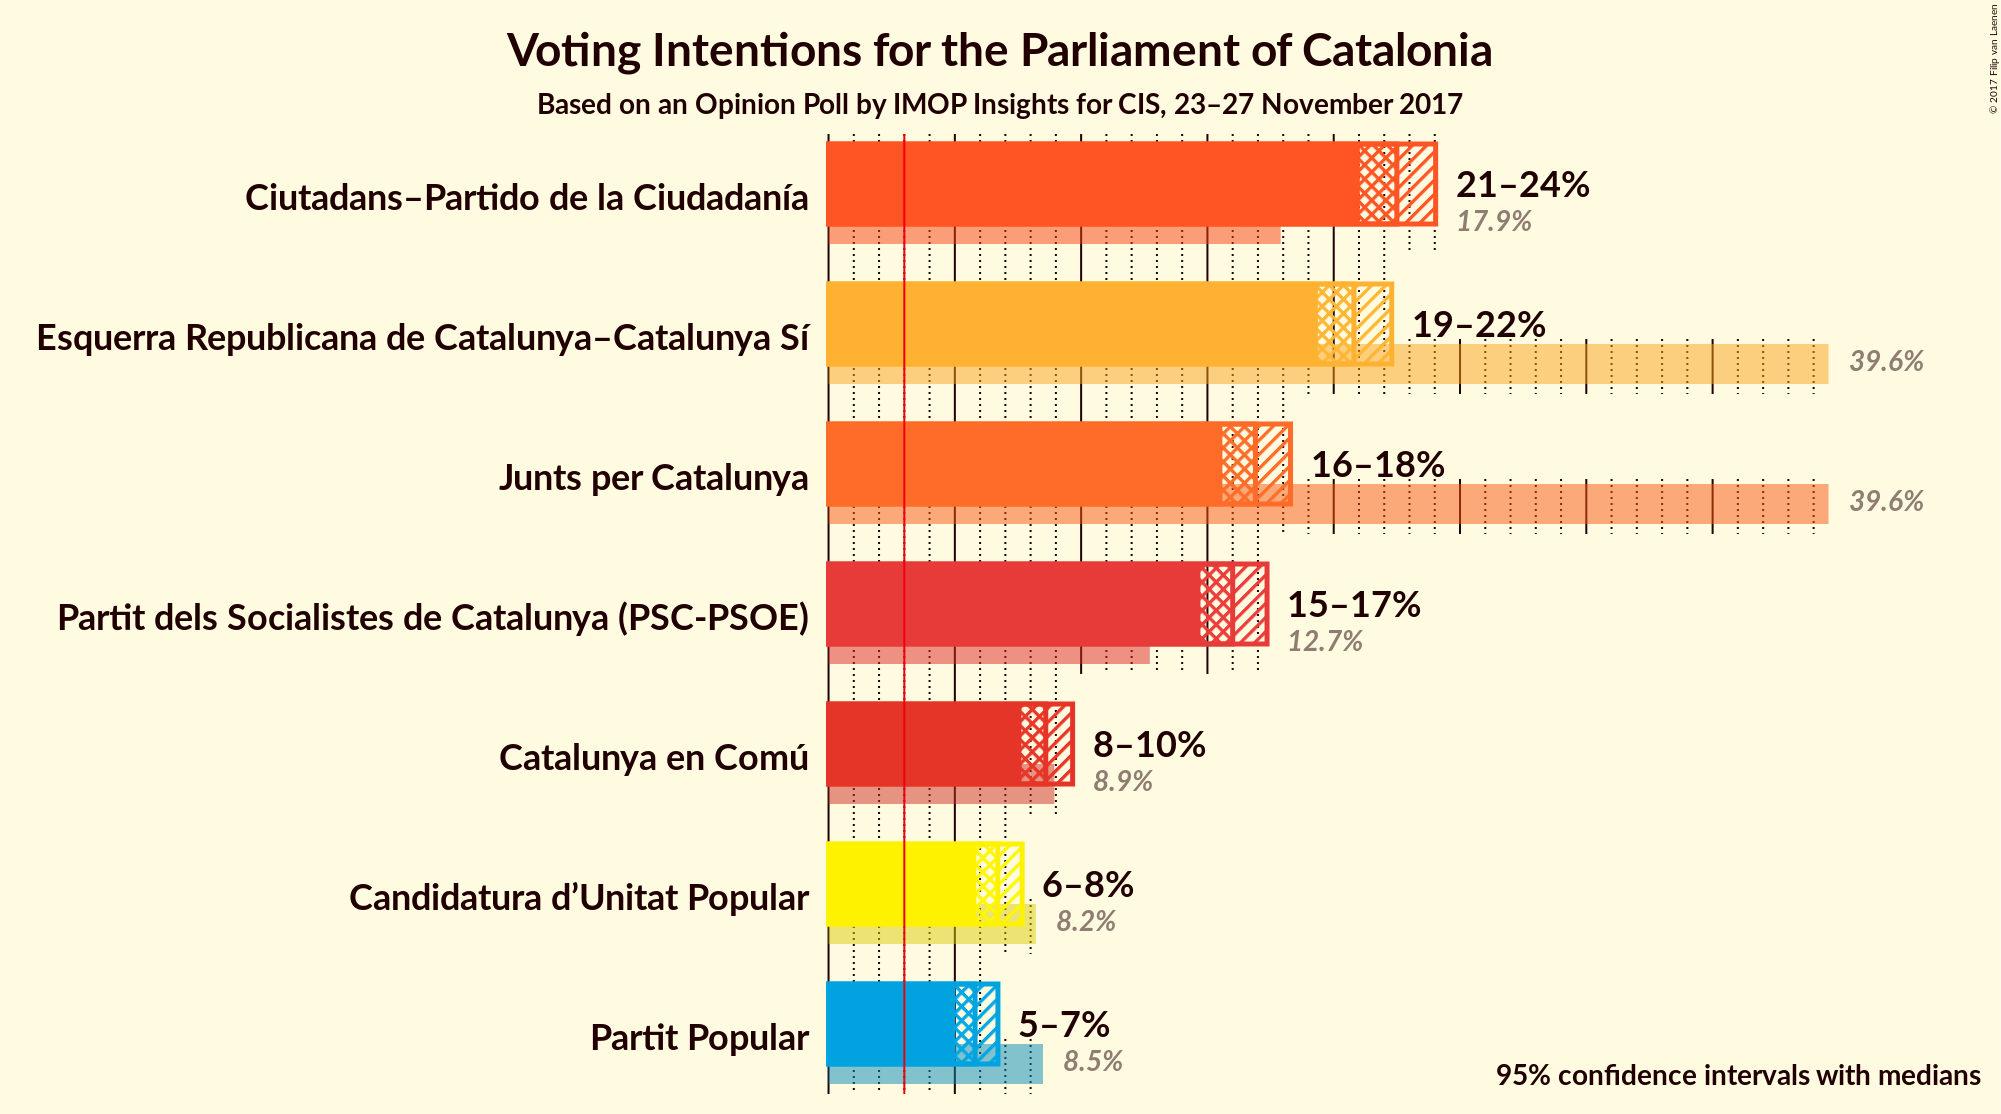 Voting Intentions for the Parliament of Catalonia
Based on an Opinion Poll by IMOP Insights for CIS, 23–27 November 2017
© 2017 Filip van Laenen
Ciutadans–Partido de la Ciudadanía
21–24%
17.9%
Esquerra Republicana de Catalunya–Catalunya Sí
19–22%
39.6%
Junts per Catalunya
16–18%
39.6%
Partit dels Socialistes de Catalunya (PSC-PSOE)
15–17%
12.7%
Catalunya en Comú
8–10%
8.9%
Candidatura d’Unitat Popular
6–8%
8.2%
Partit Popular
5–7%
8.5%
95% confidence intervals with medians